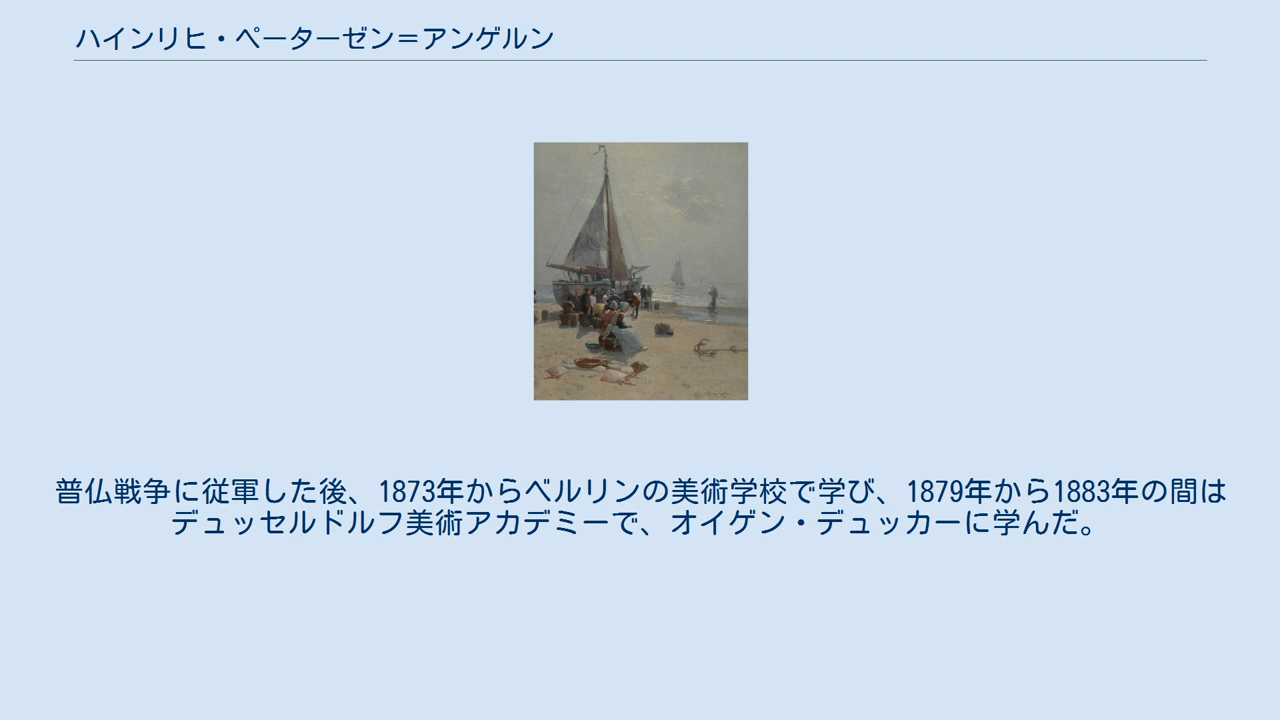 ハインリヒ・ペーターゼン＝アンゲルン
普仏戦争に従軍した後、1873年からベルリンの美術学校で学び、1879年から1883年の間は
デュッセルドルフ美術アカデミーで、オイゲン・デュッカーに学んだ。